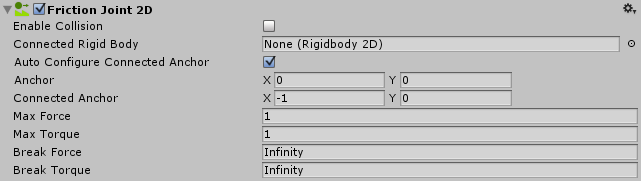 Friction Joint 2D
Enable Collision
Connected Rigid Body None (Rigidbody 2D)
Auto Configure Connected Anchor
Anchor X 0 Y 0
Connected Anchor X -1 Y 0
Max Force 1
Max Torque 1
Break Force Infinity
Break Torque Infinity